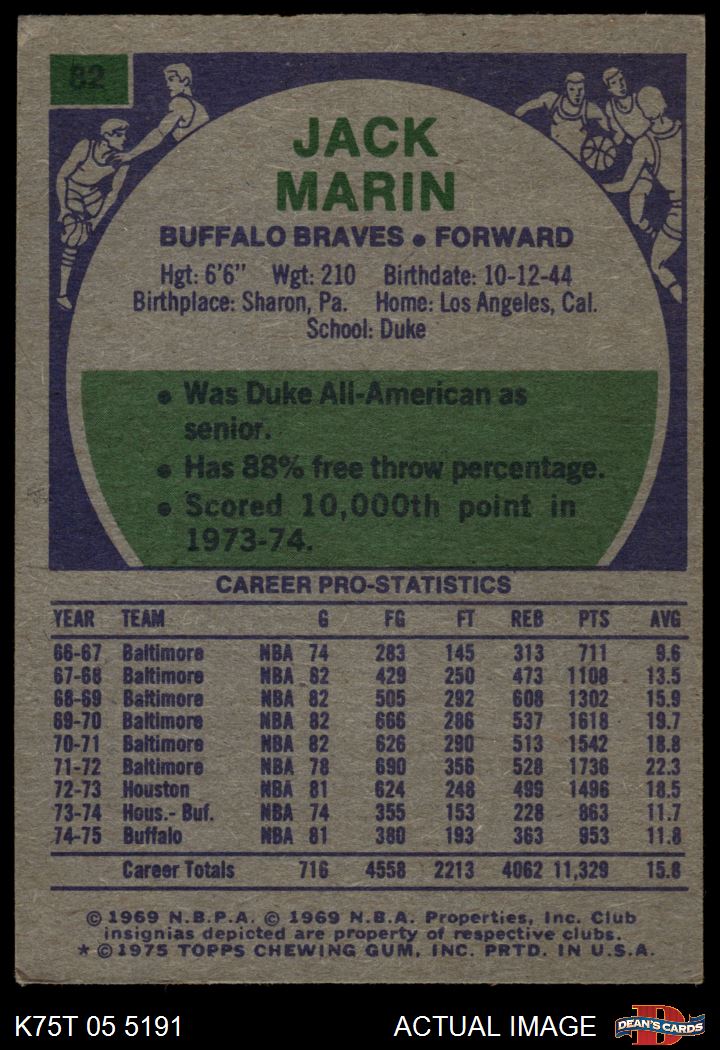 82
JACK
MARIN
BUFFALO BRAVES • FORWARD
Hgt: 6'6" Wgt: 210 Birthdate: 10-12-44
Birthplace: Sharon, Pa. Home: Los Angeles, Cal.
School: Duke
• Was Duke All-American as
senior.
• Has 88% free throw percentage.
• Scored 10,000th point in
1973-74.
CAREER PRO-STATISTICS
YEAR TEAM G FG FT REB PTS AVG
66-67 Baltimore NBA 74 283 145 313 711 9.6
67-68 Baltimore NBA 82 429 250 473 1108 13.5
68-69 Baltimore NBA 82 505 292 608 1302 15.9
69-70 Baltimore NBA 82 666 286 537 1618 19.7
70-71 Baltimore NBA 82 626 290 513 1542 18.8
71-72 Baltimore NBA 78 690 356 528 1736 22.3
72-73 Houston NBA 81 624 248 499 1496 18.5
73-74 Hous.- Buf. NBA 74 355 153 228 863 11.7
74-75 Buffalo NBA 81 380 193 363 953 11.8
Career Totals 716 4558 2213 4062 11,329 15.8
© 1969 N.B.P.A. © 1969 N.B.A. Properties, Inc. Club
insignias depicted are property of respective clubs.
* © 1975 TOPPS CHEWING GUM, INC. PRTD. IN U.S.A.
K75T 05 5191 ACTUAL IMAGE D DEAN'S CARDS